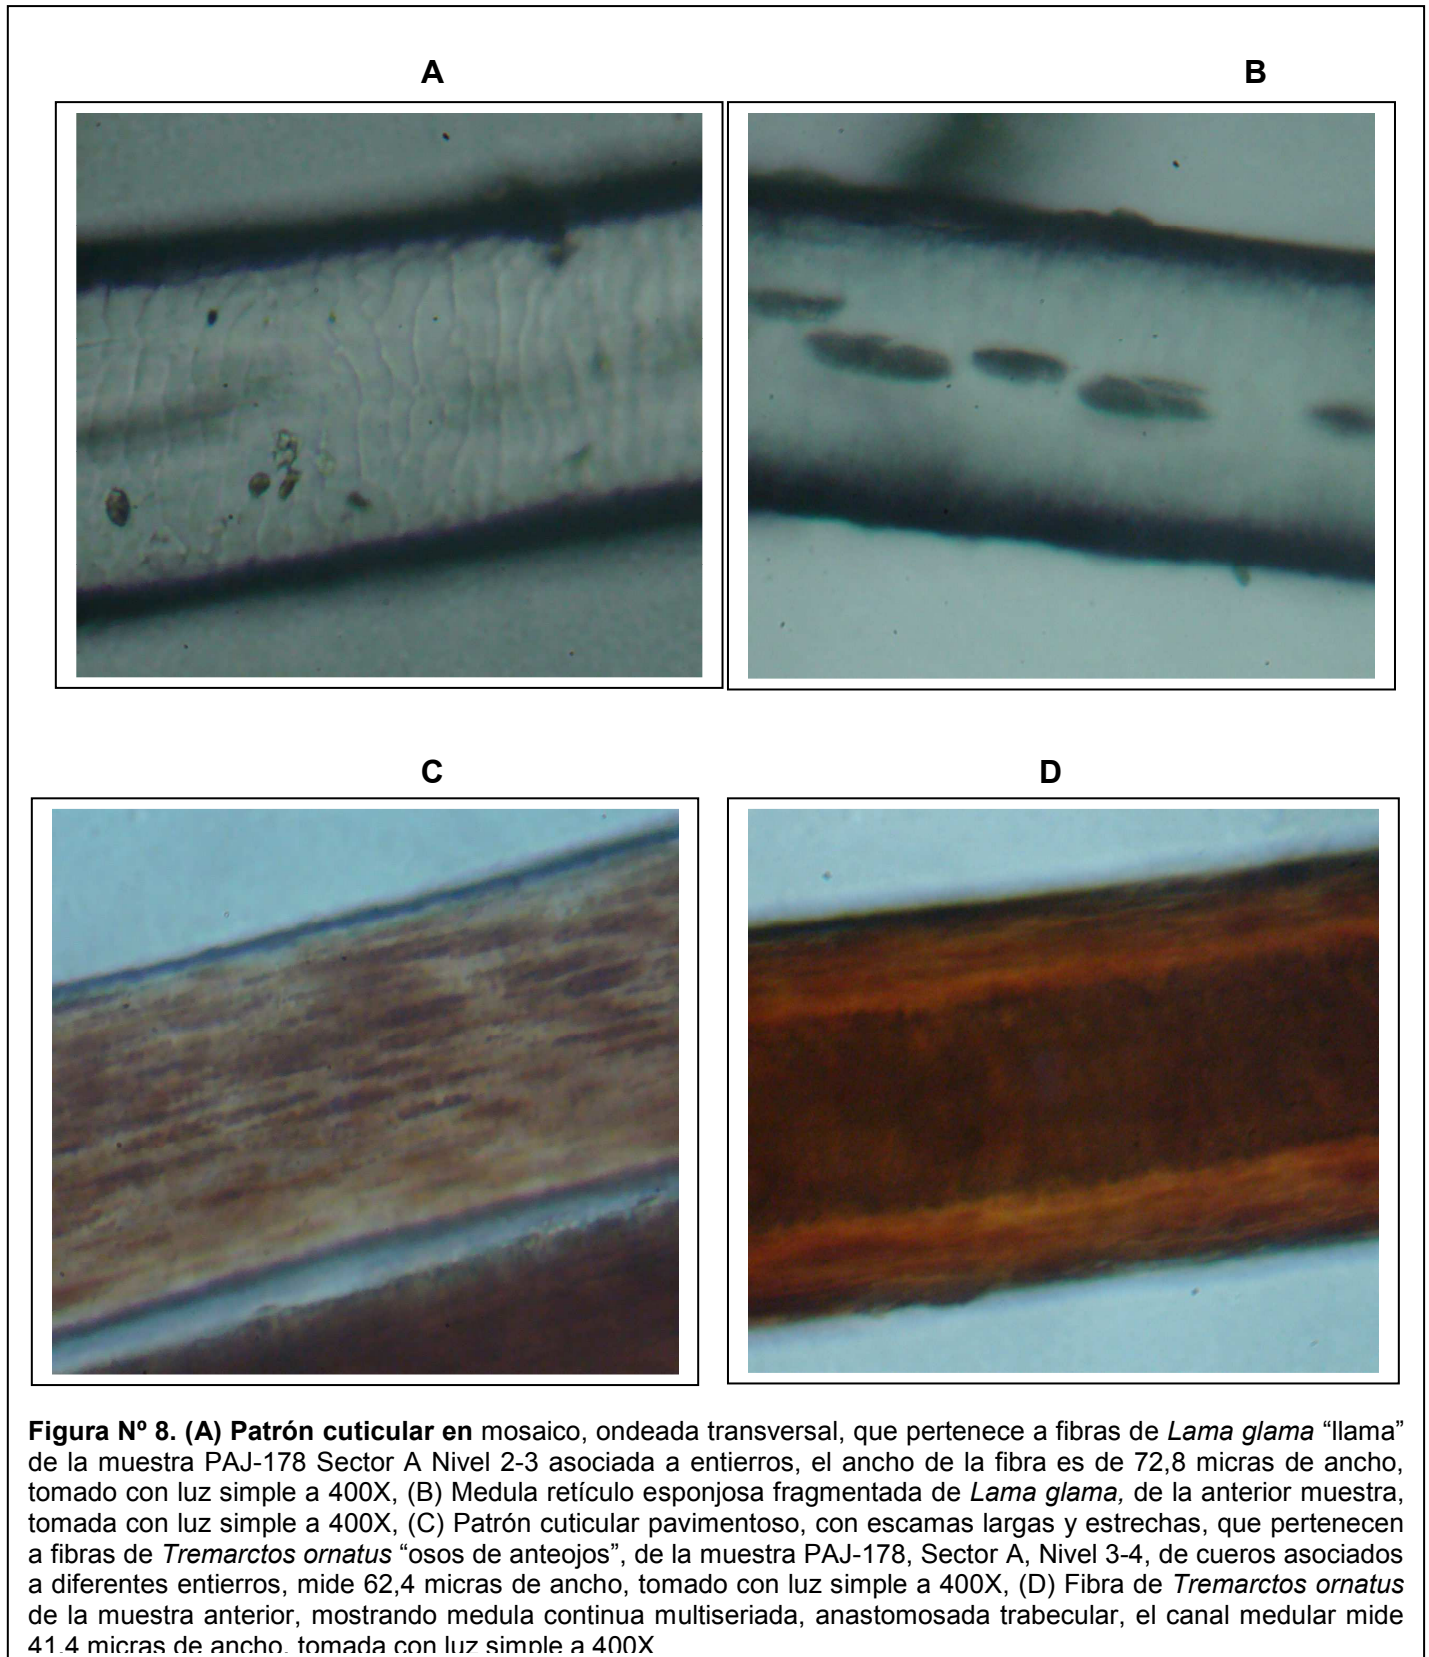 A
B
C
D
Figura Nº 8. (A) Patrón cuticular en mosaico, ondeada transversal, que pertenece a fibras de Lama glama “llama”
de la muestra PAJ-178 Sector A Nivel 2-3 asociada a entierros, el ancho de la fibra es de 72,8 micras de ancho,
tomado con luz simple a 400X, (B) Medula retículo esponjosa fragmentada de Lama glama, de la anterior muestra,
tomada con luz simple a 400X, (C) Patrón cuticular pavimentoso, con escamas largas y estrechas, que pertenecen
a fibras de Tremarctos ornatus “osos de anteojos”, de la muestra PAJ-178, Sector A, Nivel 3-4, de cueros asociados
a diferentes entierros, mide 62,4 micras de ancho, tomado con luz simple a 400X, (D) Fibra de Tremarctos ornatus
de la muestra anterior, mostrando medula continua multiseriada, anastomosada trabecular, el canal medular mide
41,4 micras de ancho, tomada con luz simple a 400X